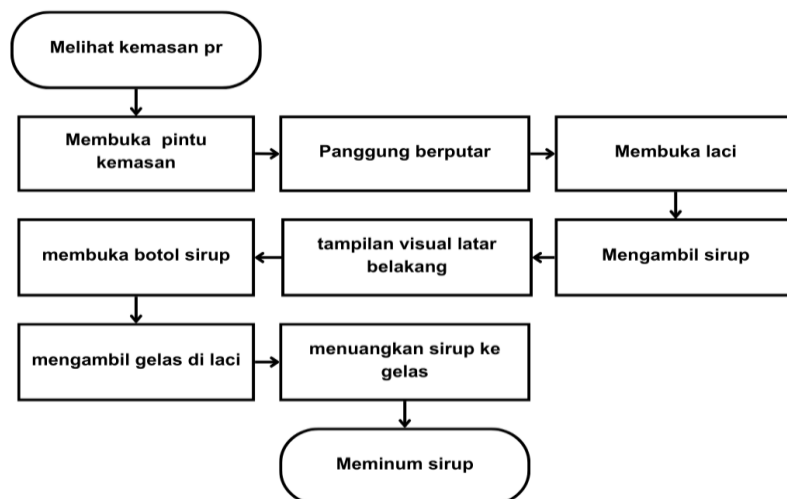 Melihat kemasan pr
Membuka pintu
kemasan
Panggung berputar
Membuka laci
Mengambil sirup
tampilan visual latar
belakang
membuka botol sirup
mengambil gelas di laci
menuangkan sirup ke
gelas
Meminum sirup